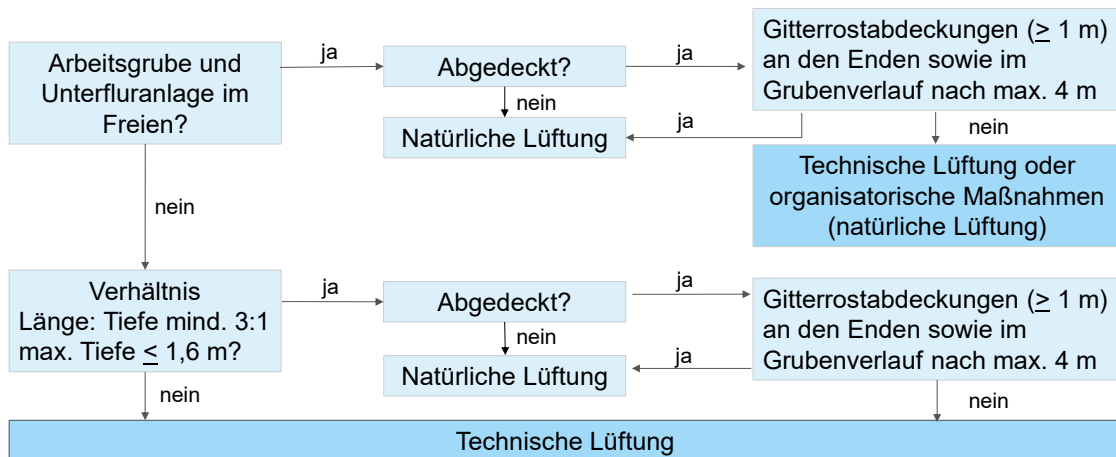 Arbeitsgrube und
Unterfluranlage im
Freien?
ja
Abgedeckt?
ja
Gitterrostabdeckungen (≥ 1 m)
an den Enden sowie im
Grubenverlauf nach max. 4 m
nein
Natürliche Lüftung
ja
nein
Technische Lüftung oder
organisatorische Maßnahmen
(natürliche Lüftung)
nein
Verhältnis
Länge: Tiefe mind. 3:1
max. Tiefe ≤ 1,6 m?
ja
Abgedeckt?
ja
Gitterrostabdeckungen (≥ 1 m)
an den Enden sowie im
Grubenverlauf nach max. 4 m
nein
Natürliche Lüftung
ja
nein
nein
Technische Lüftung